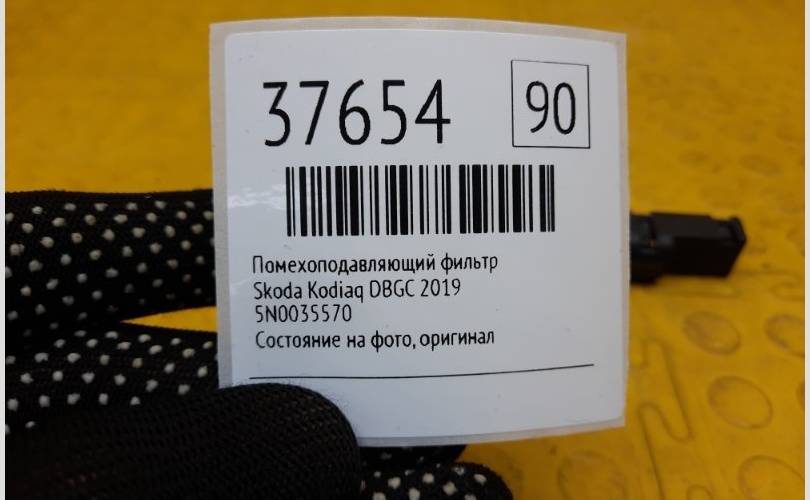 37654
90
Помехоподавляющий фильтр
Skoda Kodiaq DBGC 2019
5N0035570
Состояние на фото, оригинал